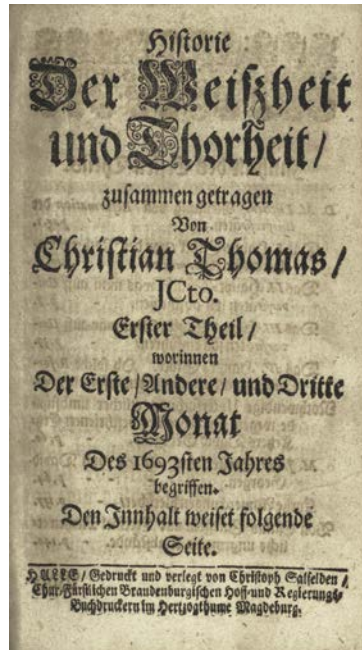 Historie
Der Weißheit
und Thorheit/
zusammen getragen
Von
Christian Thomas/
JCto.
Erster Theil/
worinnen
Der Erste/Andere/und Dritte
Monat
Des 1693sten Jahres
begriffen.
Den Jnnhalt weiset folgende
Seite.
HALLE/ Gedruckt und verlegt von Christoph Salfelden/
Chur-Fürstlichen Brandenburgischen Hoff-und Regierungs-
Buchdruckern im Hertzogthume Magdeburg.